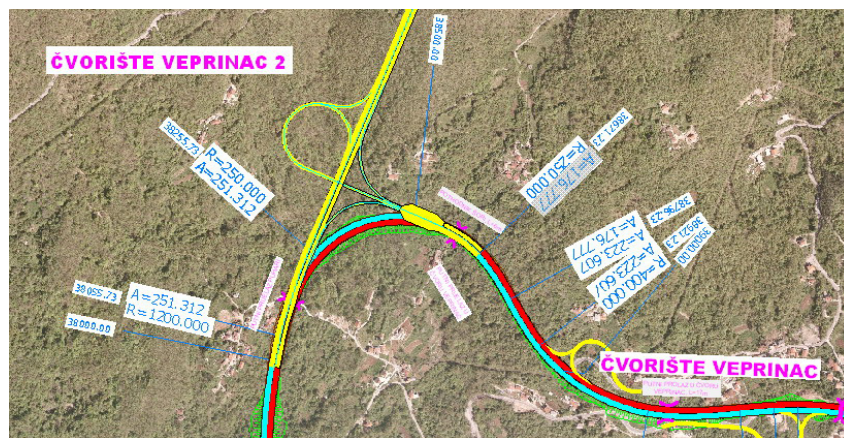 ČVORIŠTE VEPRINAC 2
38500.00
38255.73
R=250.000
A=251.312
38671.23
A=176.777
R=250.000
38796.23
A=176.777
A=223.607
38921.23
A=223.607
R=400.000
39000.00
38055.73
A=251.312
R=1200.000
38000.00
ČVORIŠTE VEPRINAC